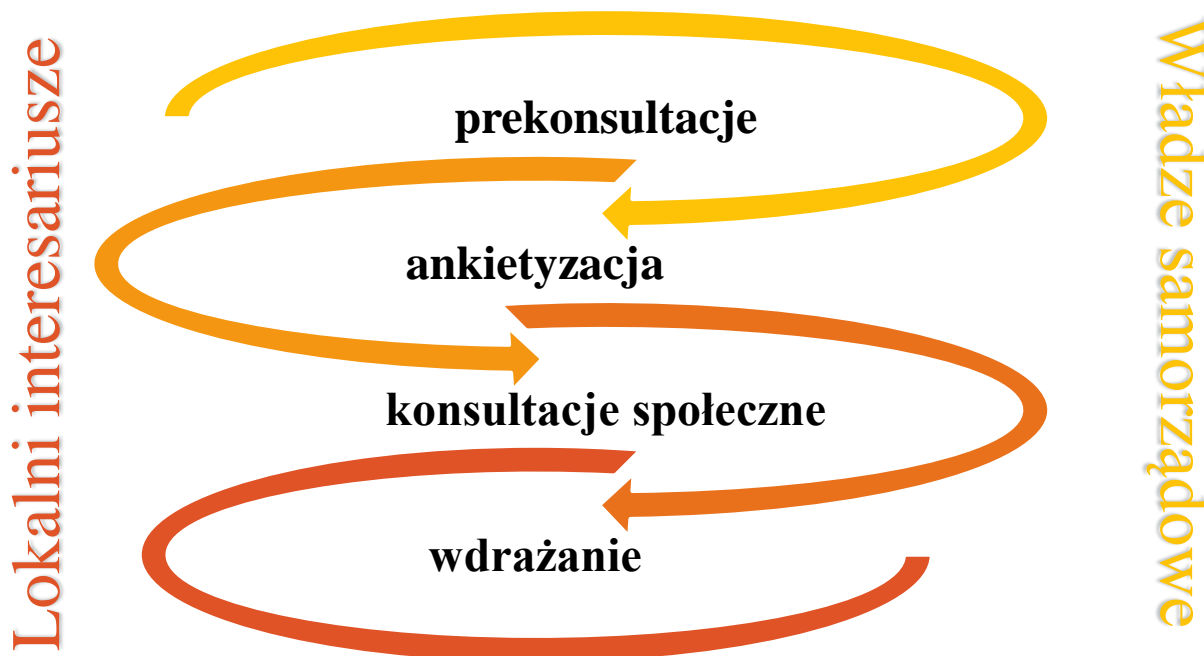 Lokalni interesariusze
prekonsultacje
ankietyzacja
konsultacje społeczne
wdrażanie
Władze samorządowe